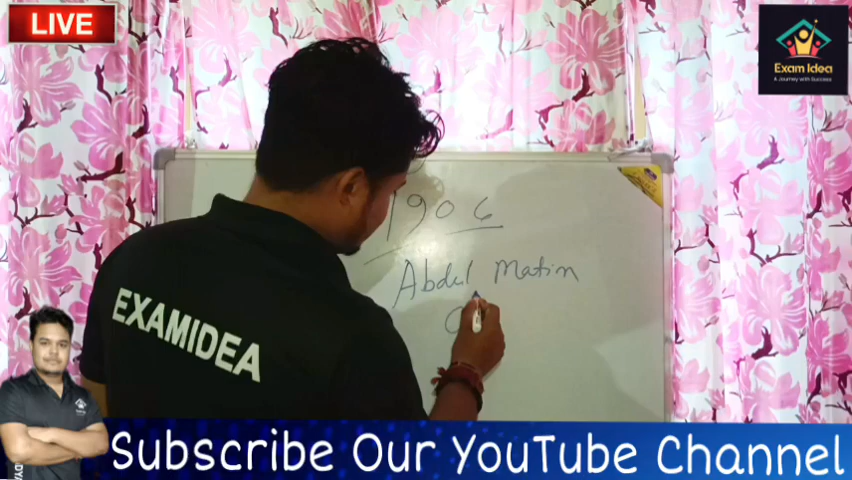 LIVE
Exam Idea
A Journey with Success
1906
Abdul Matin
C
EXAMIDEA
Subscribe Our YouTube Channel